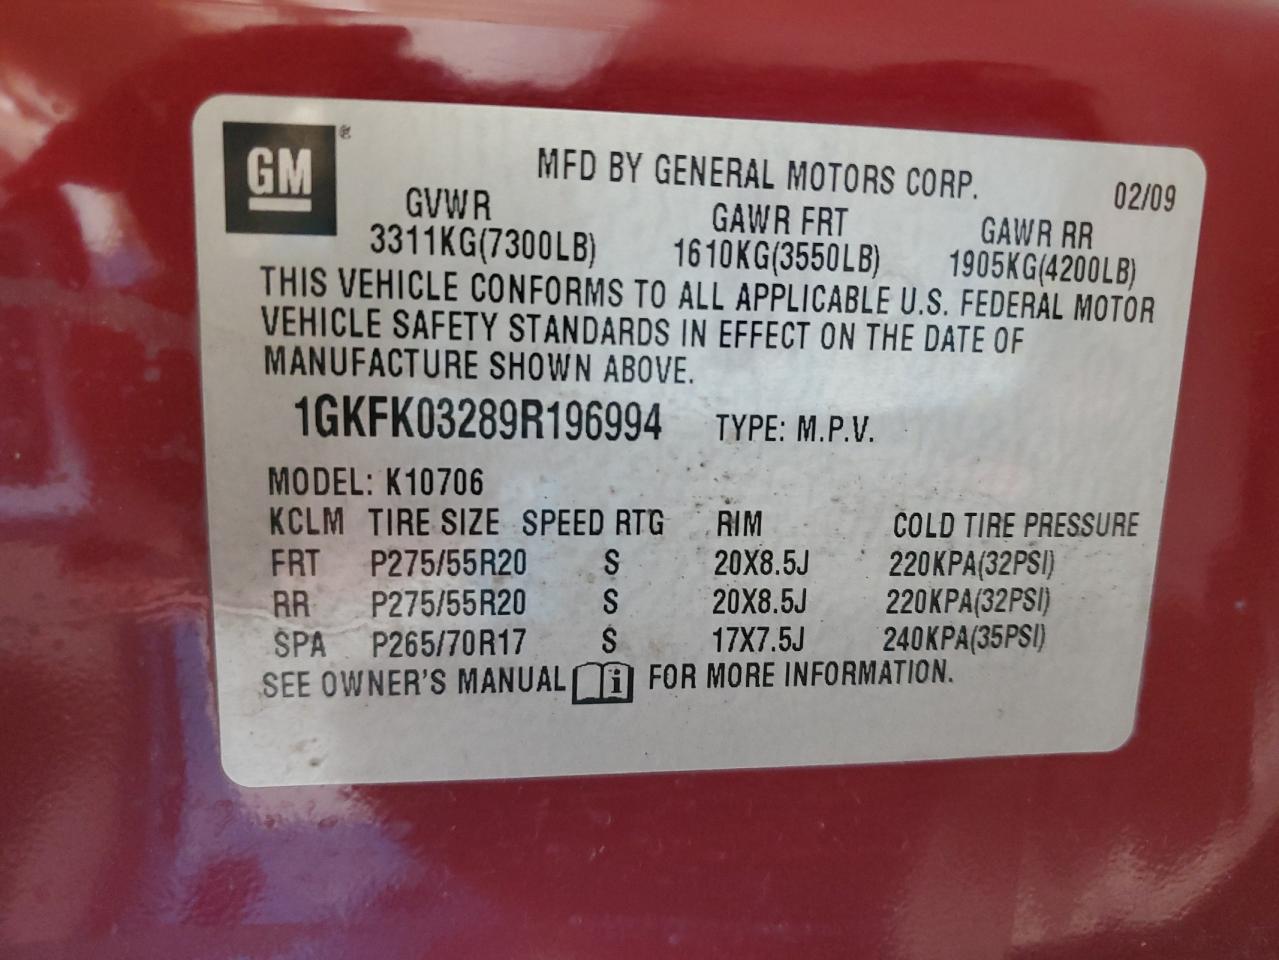 GM ®
MFD BY GENERAL MOTORS CORP. 02/09
GVWR GAWR FRT GAWR RR
3311KG(7300LB) 1610KG(3550LB) 1905KG(4200LB)
THIS VEHICLE CONFORMS TO ALL APPLICABLE U.S. FEDERAL MOTOR
VEHICLE SAFETY STANDARDS IN EFFECT ON THE DATE OF
MANUFACTURE SHOWN ABOVE.
1GKFK03289R196994 TYPE: M.P.V.
MODEL: K10706
KCLM TIRE SIZE SPEED RTG RIM COLD TIRE PRESSURE
FRT P275/55R20 S 20X8.5J 220KPA(32PSI)
RR P275/55R20 S 20X8.5J 220KPA(32PSI)
SPA P265/70R17 S 17X7.5J 240KPA(35PSI)
SEE OWNER'S MANUAL i FOR MORE INFORMATION.